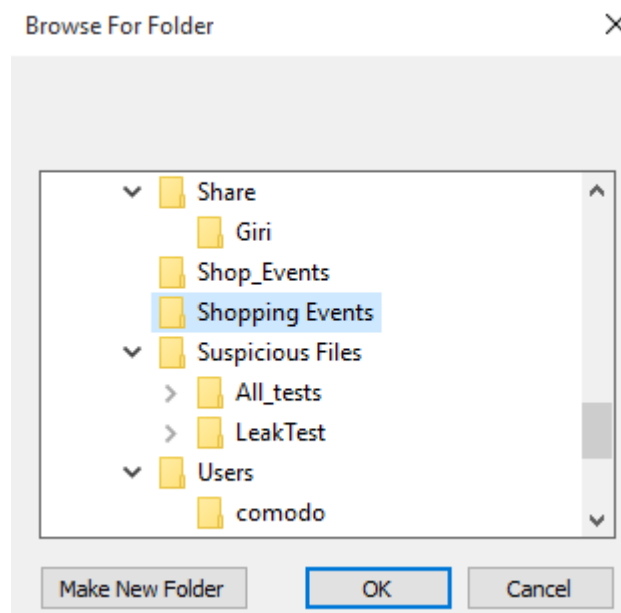 Browse For Folder
Share
Giri
Shop_Events
Shopping Events
Suspicious Files
All_tests
LeakTest
Users
comodo
Make New Folder OK Cancel